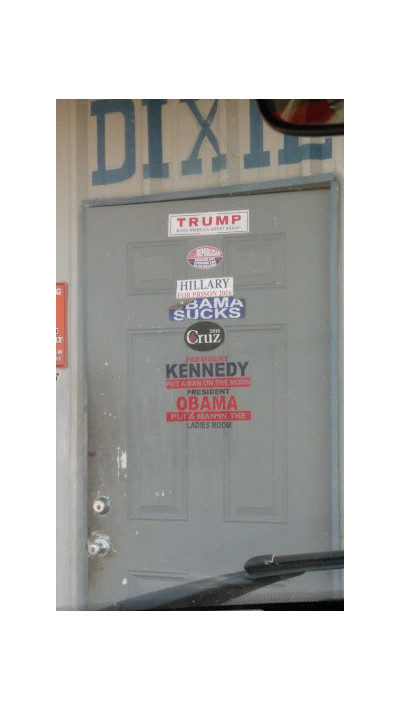 DIXIE
TRUMP
MAKE AMERICA GREAT AGAIN!
REPUBLICAN
HILLARY
FOR PRISON 2016
OBAMA
SUCKS
2016
Cruz
PRESIDENT
KENNEDY
PUT A MAN ON THE MOON
PRESIDENT
OBAMA
PUT A MAN IN THE
LADIES ROOM